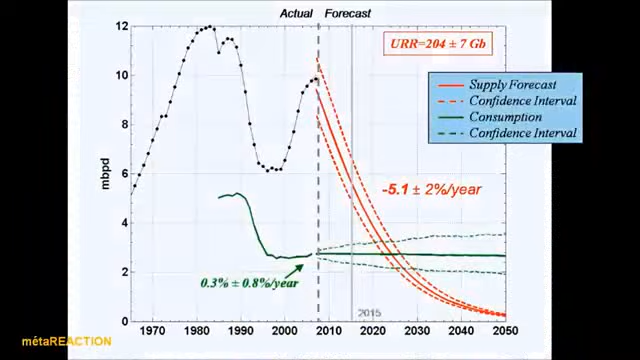 Actual Forecast
mbpd
12
10
8
6
4
2
0
1970 1980 1990 2000 2010 2020 2030 2040 2050
URR=204 ± 7 Gb
Supply Forecast
Confidence Interval
Consumption
Confidence Interval
-5.1 ± 2%/year
0.3% ± 0.8%/year
2015
métaREACTION